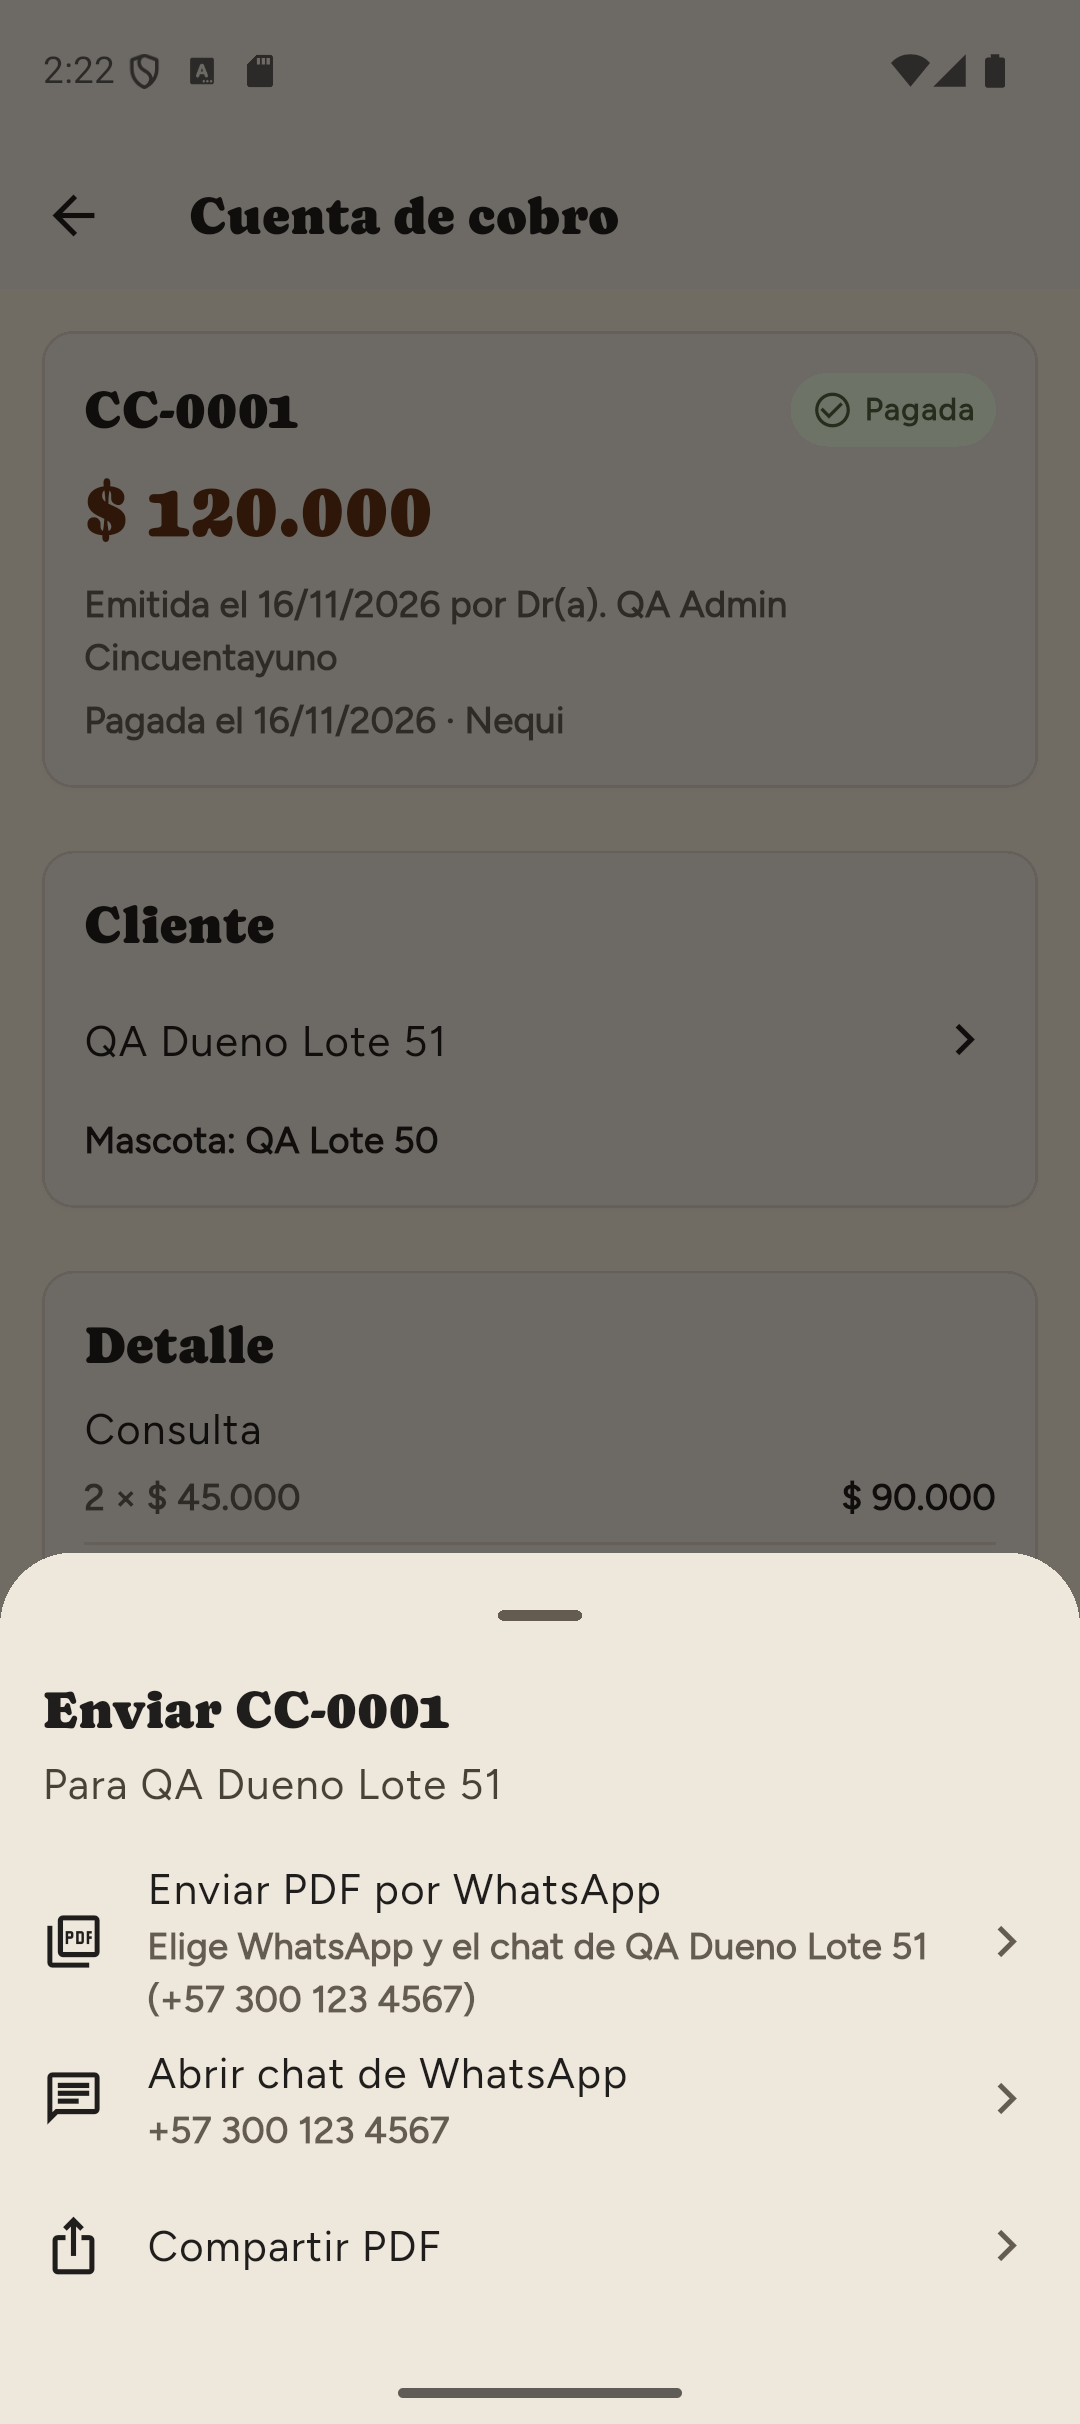 2:22
Cuenta de cobro
CC-0001
Pagada
$ 120.000
Emitida el 16/11/2026 por Dr(a). QA Admin
Cincuentayuno
Pagada el 16/11/2026 · Nequi
Cliente
QA Dueno Lote 51
Mascota: QA Lote 50
Detalle
Consulta
2 × $ 45.000 $ 90.000
Enviar CC-0001
Para QA Dueno Lote 51
Enviar PDF por WhatsApp
PDF
Elige WhatsApp y el chat de QA Dueno Lote 51
(+57 300 123 4567)
Abrir chat de WhatsApp
+57 300 123 4567
Compartir PDF